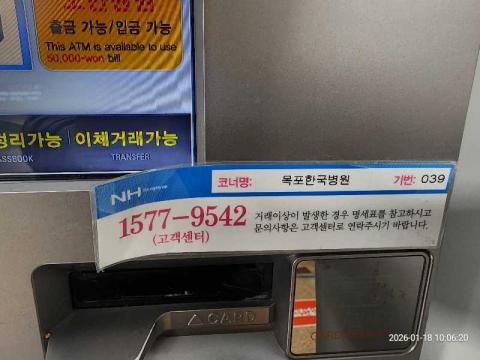 출금 가능/입금 가능
This ATM is available to use
50,000-won bill
정리가능 이체거래가능
TRANSFER
NH
코너명: 목포한국병원 기번: 039
1577-9542
(고객센터)
거래이상이 발생한 경우 명세표를 참고하시고
문의사항은 고객센터로 연락주시기 바랍니다.
△CARD
2026-01-18 10:06:20